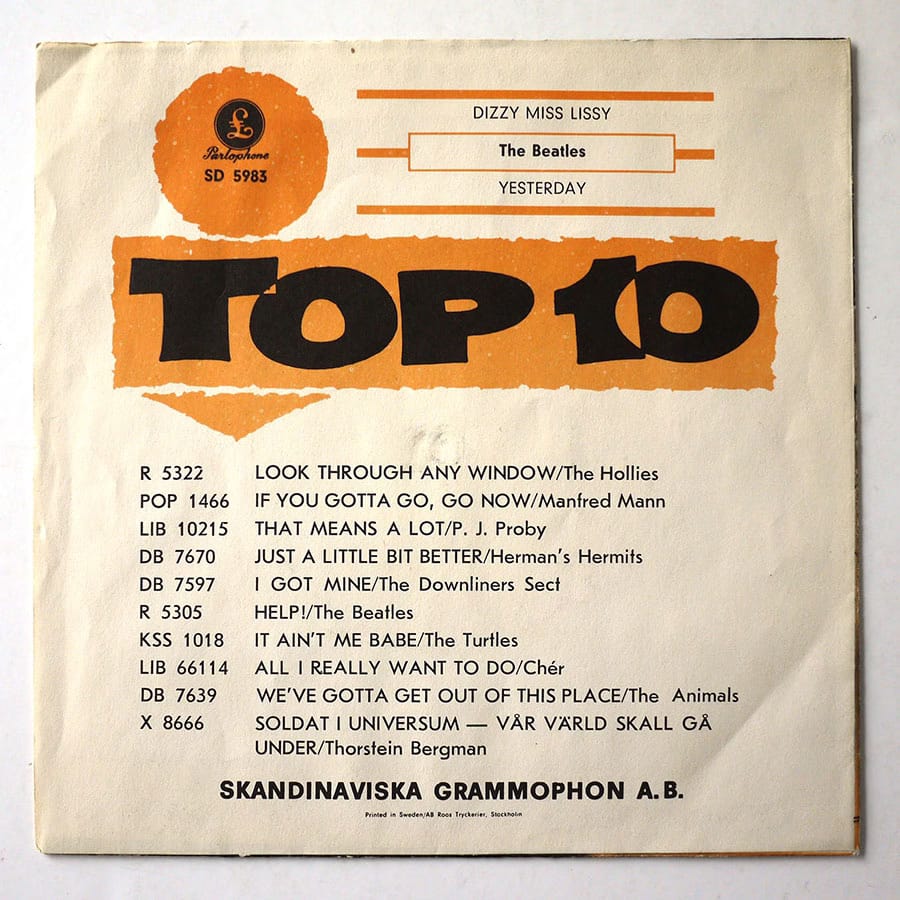 £
Parlophone
SD 5983
DIZZY MISS LISSY
The Beatles
YESTERDAY
TOP 10
R 5322 LOOK THROUGH ANY WINDOW/The Hollies
POP 1466 IF YOU GOTTA GO, GO NOW/Manfred Mann
LIB 10215 THAT MEANS A LOT/P. J. Proby
DB 7670 JUST A LITTLE BIT BETTER/Herman's Hermits
DB 7597 I GOT MINE/The Downliners Sect
R 5305 HELP!/The Beatles
KSS 1018 IT AIN'T ME BABE/The Turtles
LIB 66114 ALL I REALLY WANT TO DO/Chér
DB 7639 WE'VE GOTTA GET OUT OF THIS PLACE/The Animals
X 8666 SOLDAT I UNIVERSUM — VÅR VÄRLD SKALL GÅ
UNDER/Thorstein Bergman
SKANDINAVISKA GRAMMOPHON A.B.
Printed in Sweden/AB Roos Tryckerier, Stockholm